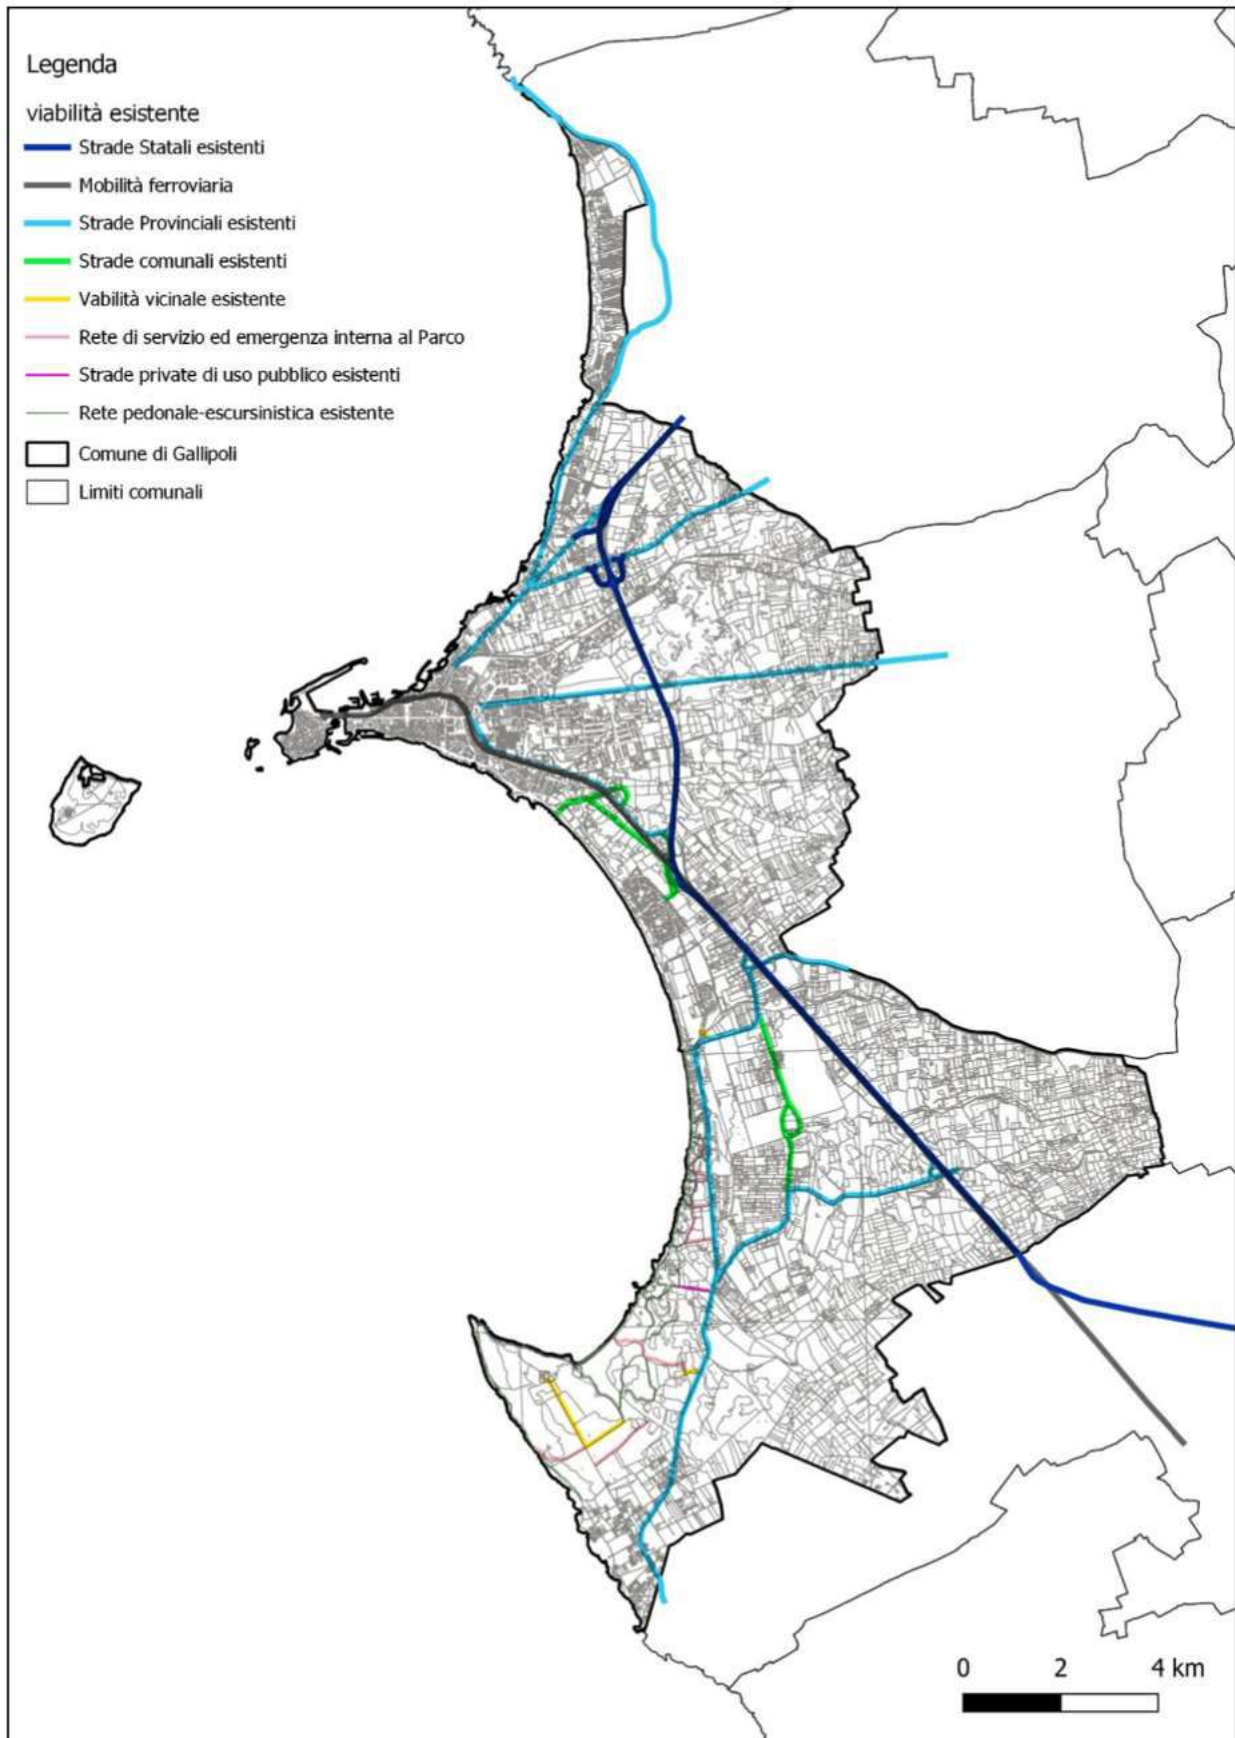 Legenda
viabilità esistente
Strade Statali esistenti
Mobilità ferroviaria
Strade Provinciali esistenti
Strade comunali esistenti
Vabilità vicinale esistente
Rete di servizio ed emergenza interna al Parco
Strade private di uso pubblico esistenti
Rete pedonale-escursinistica esistente
Comune di Gallipoli
Limiti comunali
0 2 4 km